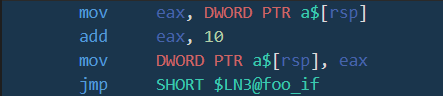 mov eax, DWORD PTR a$[rsp]
add eax, 10
mov DWORD PTR a$[rsp], eax
jmp SHORT $LN3@foo_if